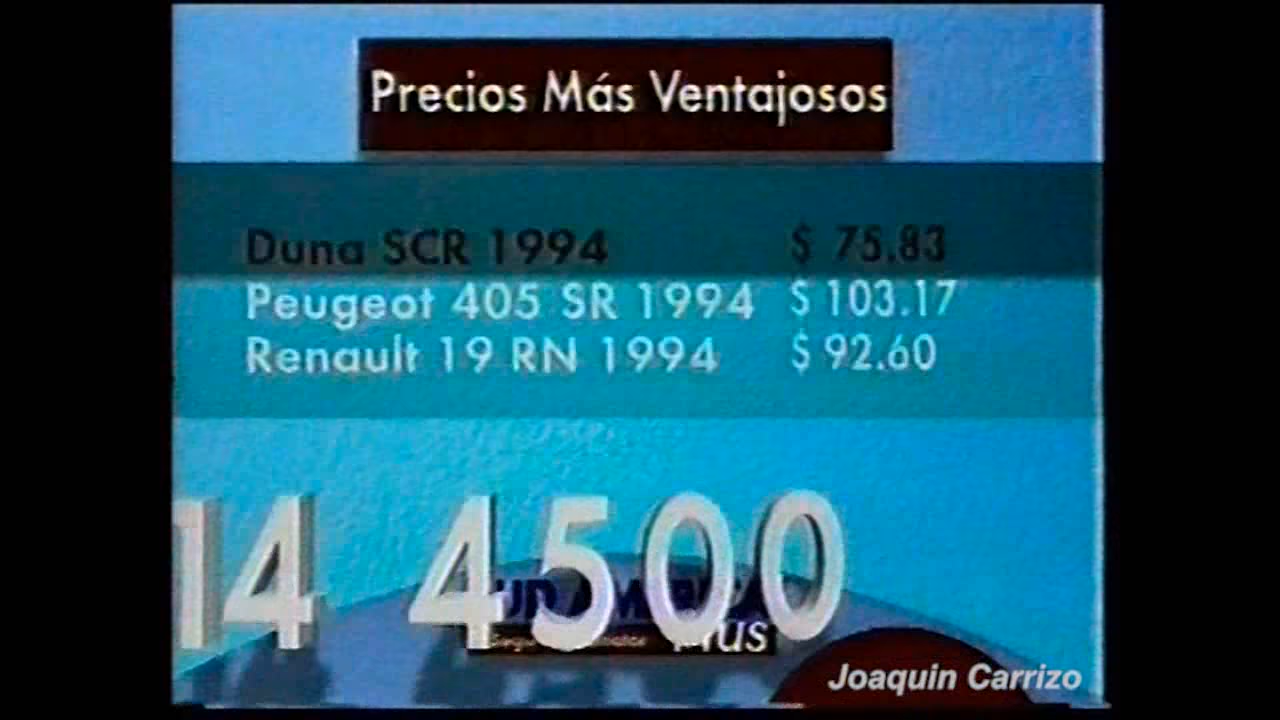 Precios Más Ventajosos
Duna SCR 1994 $ 75.83
Peugeot 405 SR 1994 $ 103.17
Renault 19 RN 1994 $ 92.60
14 4500
Plus
Joaquin Carrizo